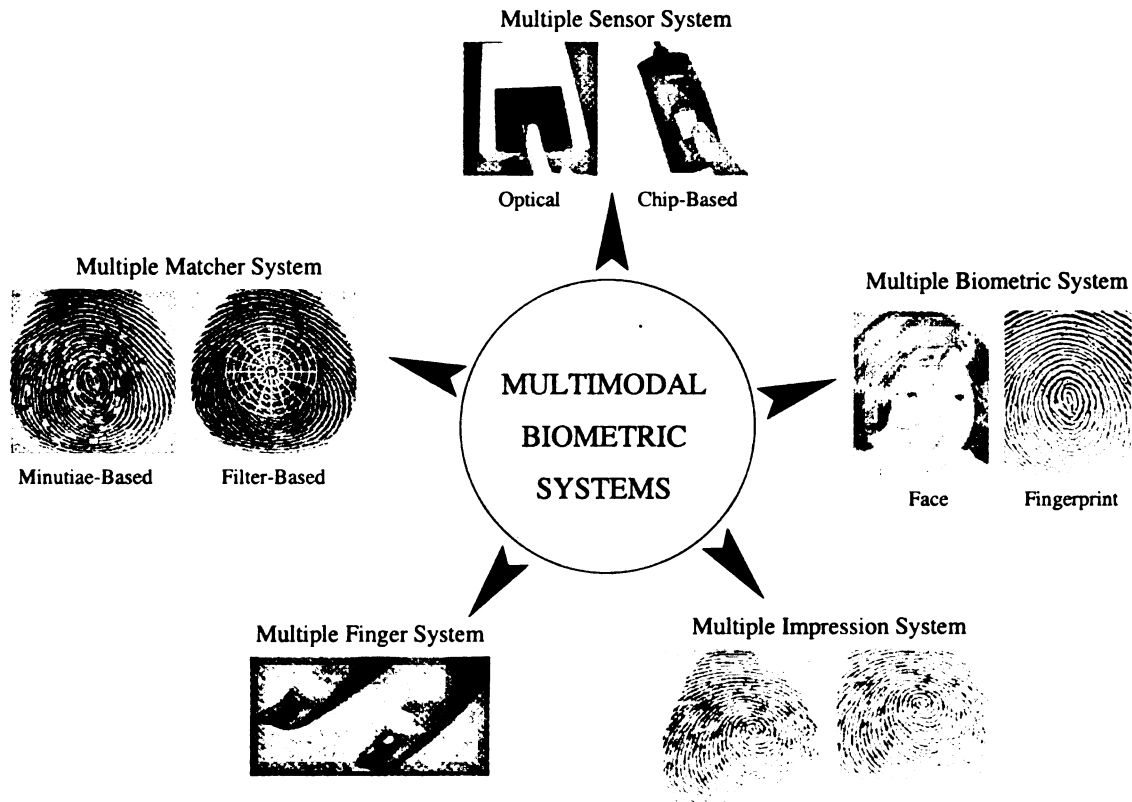 Multiple Sensor System
Optical
Chip-Based
Multiple Matcher System
Minutiae-Based
Filter-Based
Multiple Biometric System
Face
Fingerprint
MULTIMODAL
BIOMETRIC
SYSTEMS
Multiple Finger System
Multiple Impression System